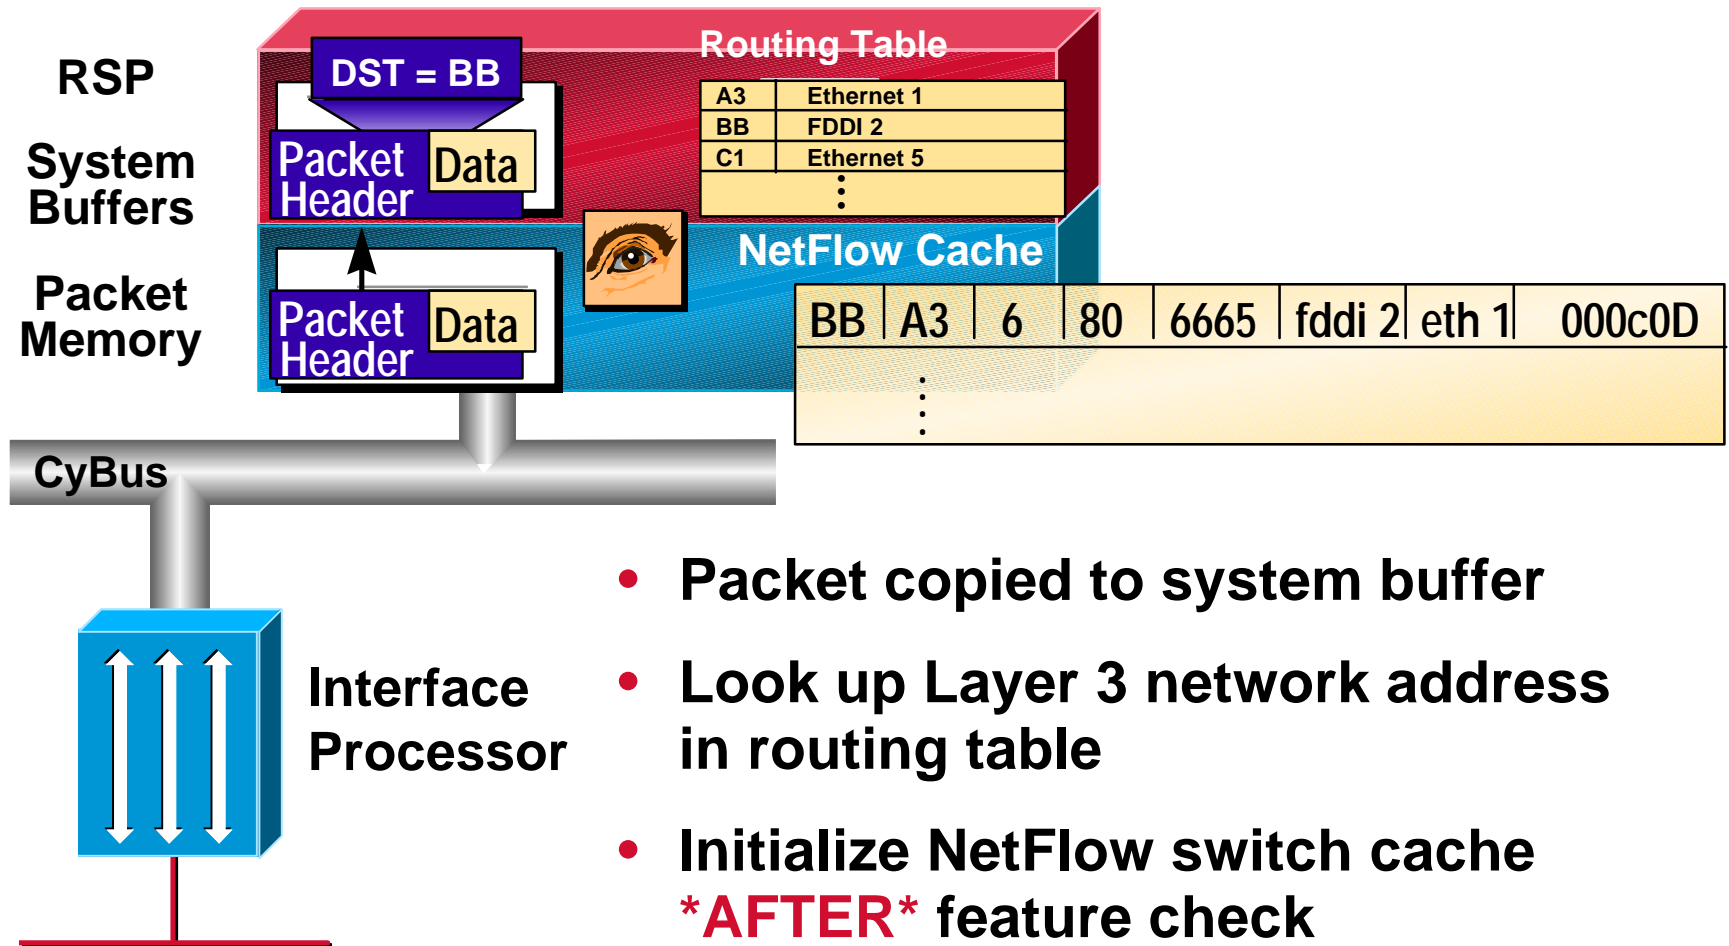 RSP
System
Buffers
Packet
Memory
DST = BB
Packet
Header
Data
Routing Table
A3 Ethernet 1
BB FDDI 2
C1 Ethernet 5
NetFlow Cache
Packet
Header
Data
BB A3 6 80 6665 fddi 2 eth 1 000c0D
CyBus
Interface
Processor
• Packet copied to system buffer
• Look up Layer 3 network address
in routing table
• Initialize NetFlow switch cache
*AFTER* feature check